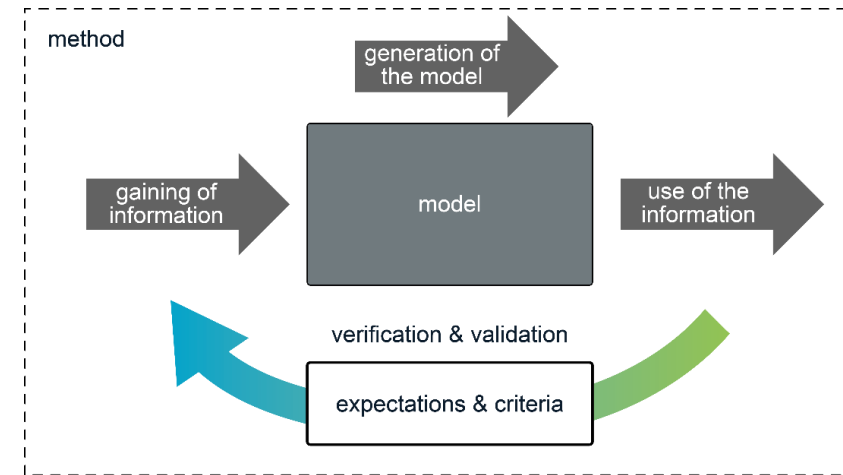 method
generation of
the model
gaining of
information
model
use of the
information
verification & validation
expectations & criteria